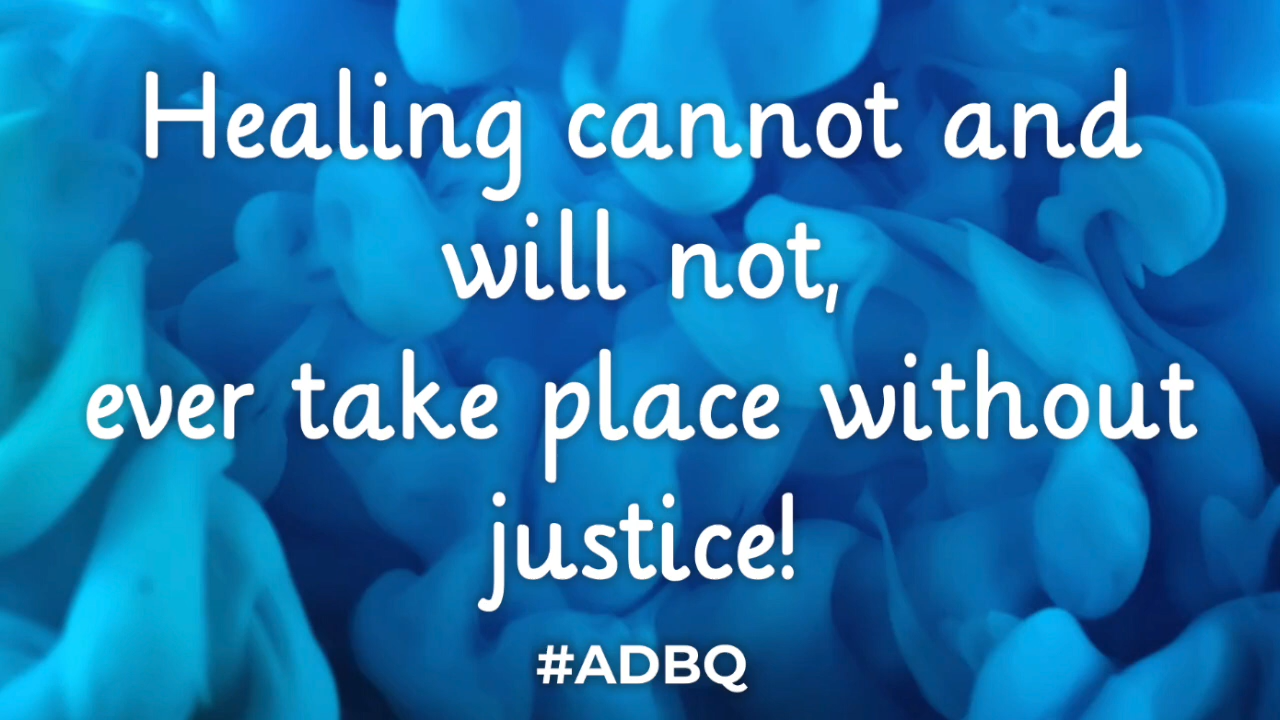 Healing cannot and
will not,
ever take place without
justice!
#ADBQ